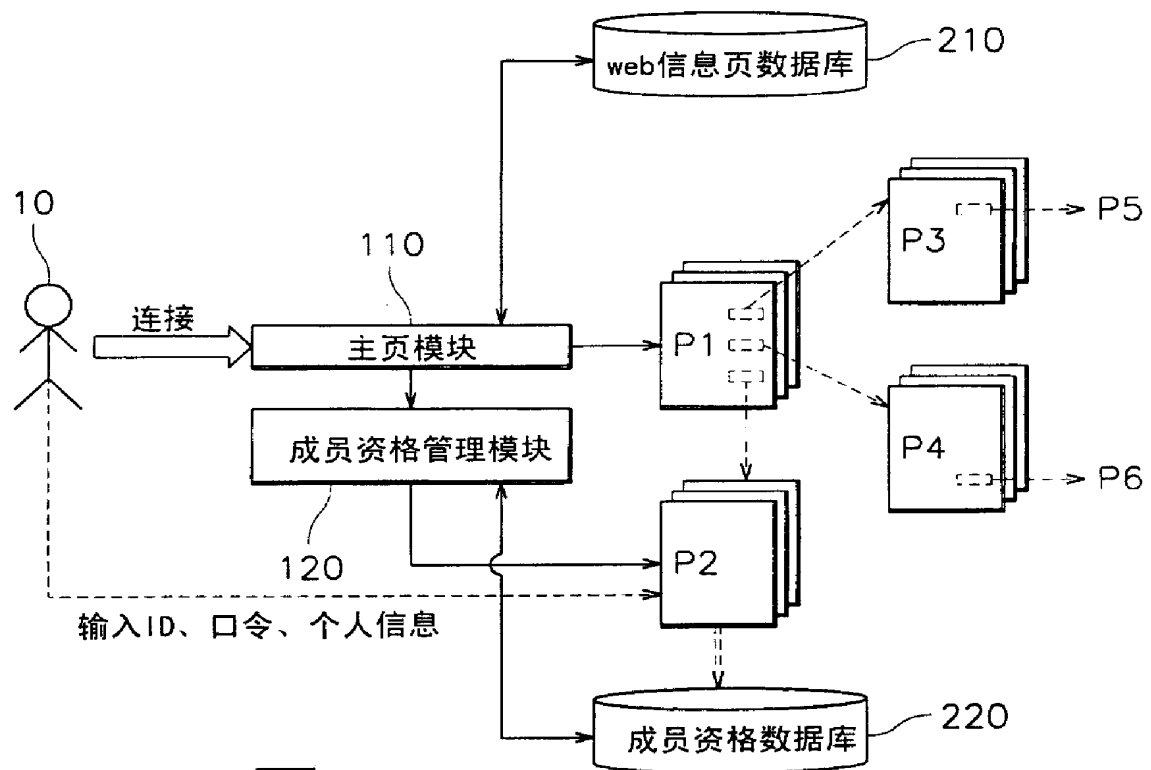 210
web信息页数据库
10
110
P3
P5
连接
主页模块
P1
成员资格管理模块
P4
P6
120
P2
输入ID、口令、个人信息
220
成员资格数据库